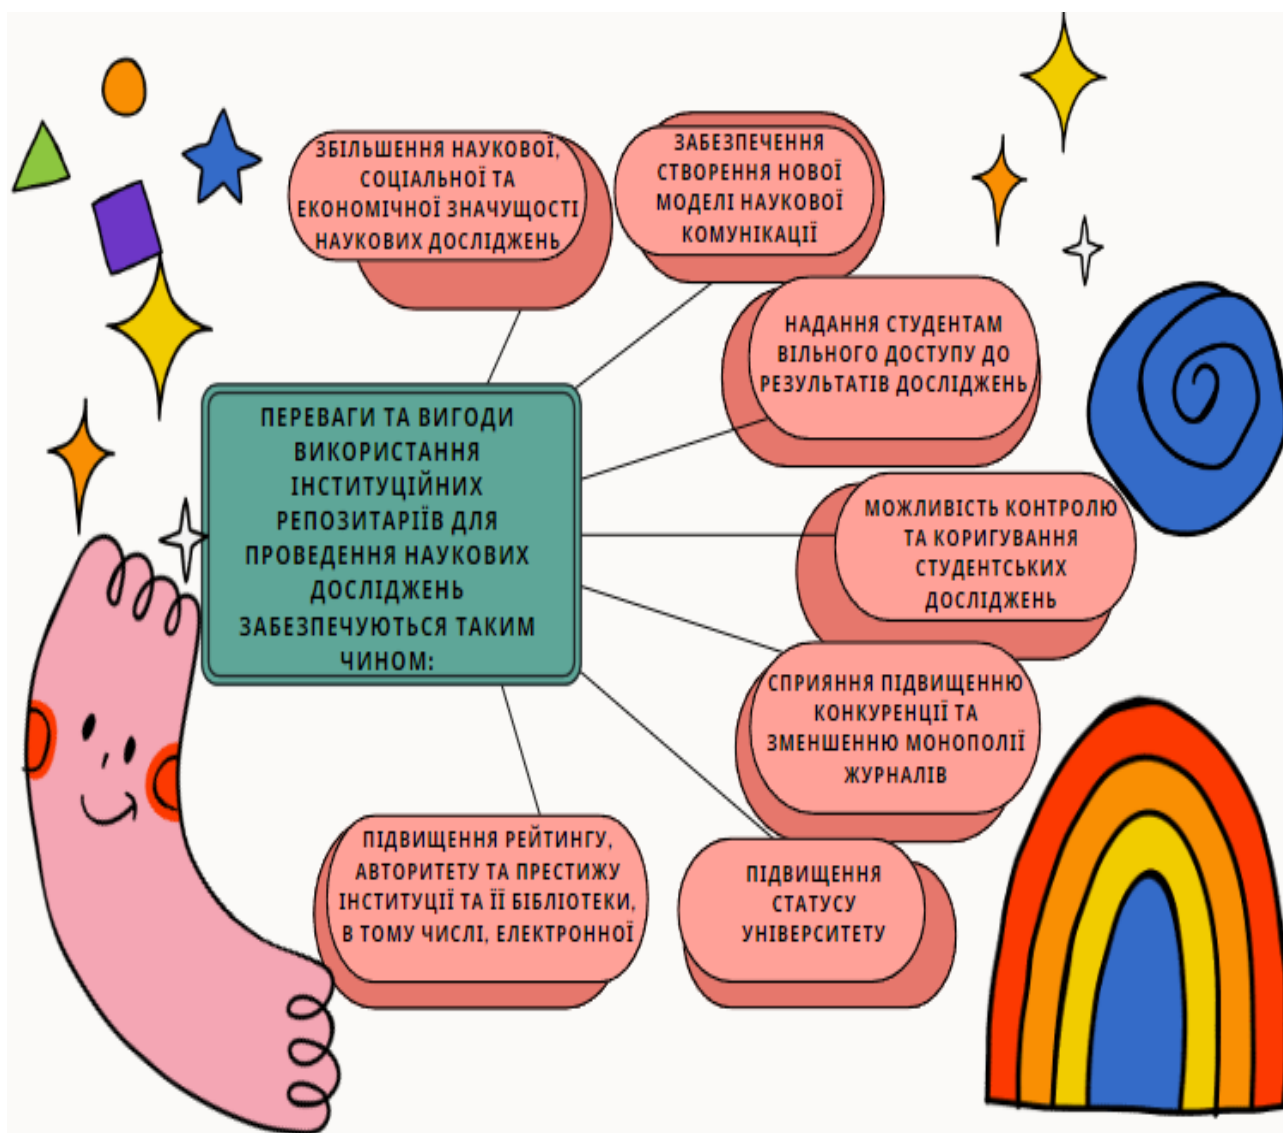 ЗБІЛЬШЕННЯ НАУКОВОЇ,
СОЦІАЛЬНОЇ ТА
ЕКОНОМІЧНОЇ ЗНАЧУЩОСТІ
НАУКОВИХ ДОСЛІДЖЕНЬ
ЗАБЕЗПЕЧЕННЯ
СТВОРЕННЯ НОВОЇ
МОДЕЛІ НАУКОВОЇ
КОМУНІКАЦІЇ
НАДАННЯ СТУДЕНТАМ
ВІЛЬНОГО ДОСТУПУ ДО
РЕЗУЛЬТАТІВ ДОСЛІДЖЕНЬ
ПЕРЕВАГИ ТА ВИГОДИ
ВИКОРИСТАННЯ
ІНСТИТУЦІЙНИХ
РЕПОЗИТАРІЇВ ДЛЯ
ПРОВЕДЕННЯ НАУКОВИХ
ДОСЛІДЖЕНЬ
ЗАБЕЗПЕЧУЮТЬСЯ ТАКИМ
ЧИНОМ:
МОЖЛИВІСТЬ КОНТРОЛЮ
ТА КОРИГУВАННЯ
СТУДЕНТСЬКИХ
ДОСЛІДЖЕНЬ
СПРИЯННЯ ПІДВИЩЕННЮ
КОНКУРЕНЦІЇ ТА
ЗМЕНШЕННЮ МОНОПОЛІЇ
ЖУРНАЛІВ
ПІДВИЩЕННЯ РЕЙТИНГУ,
АВТОРИТЕТУ ТА ПРЕСТИЖУ
ІНСТИТУЦІЇ ТА ЇЇ БІБЛІОТЕКИ,
В ТОМУ ЧИСЛІ, ЕЛЕКТРОННОЇ
ПІДВИЩЕННЯ
СТАТУСУ
УНІВЕРСИТЕТУ